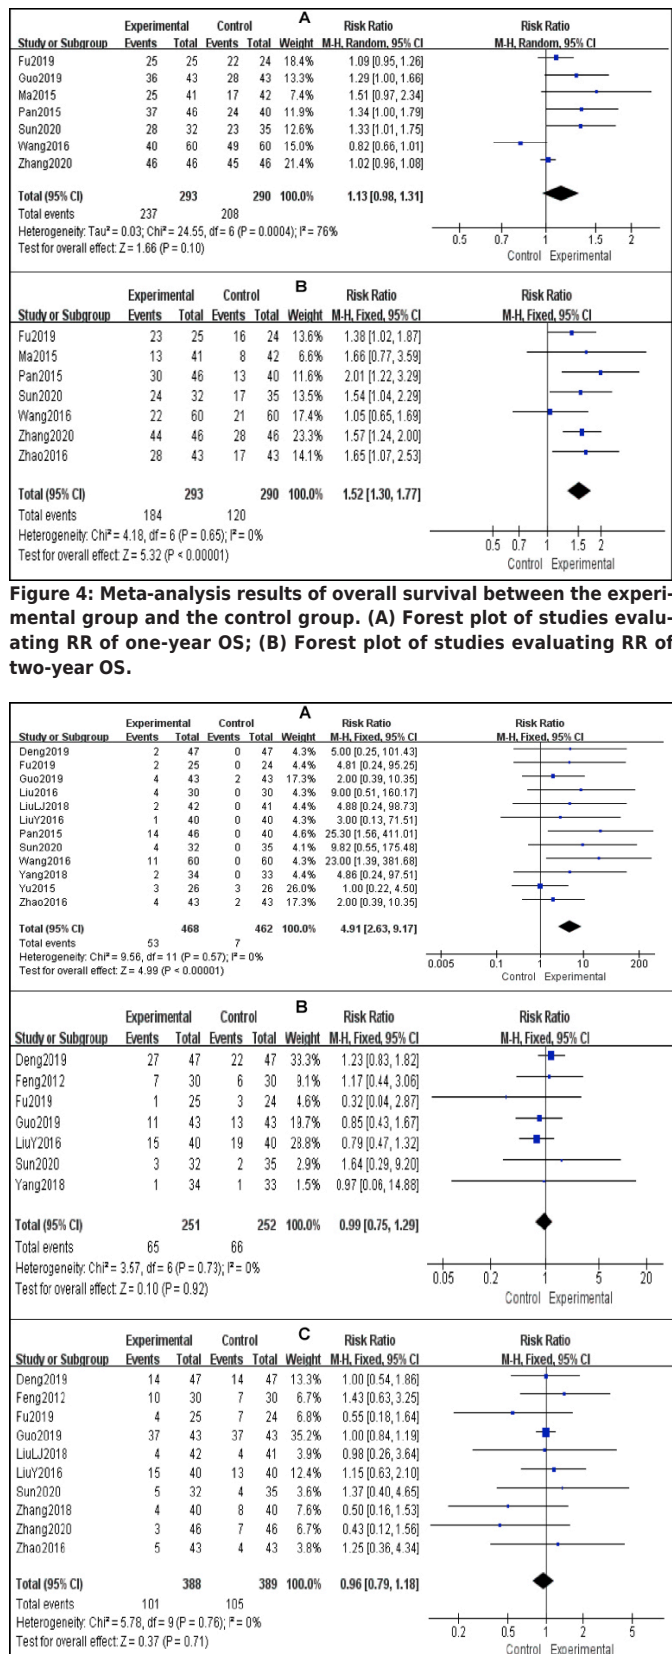 A
Experimental Control Risk Ratio Risk Ratio
Study or Subgroup Events Total Events Total Weight M-H, Random, 95% CI M-H, Random, 95% CI
Fu2019 25 25 22 24 18.4% 1.09 [0.95, 1.26]
Guo2019 36 43 28 43 13.3% 1.29 [1.00, 1.66]
Ma2015 25 41 17 42 7.4% 1.51 [0.97, 2.34]
Pan2015 37 46 24 40 11.9% 1.34 [1.00, 1.79]
Sun2020 28 32 23 35 12.6% 1.33 [1.01, 1.75]
Wang2016 40 60 49 60 15.0% 0.82 [0.66, 1.01]
Zhang2020 46 46 45 46 21.4% 1.02 [0.96, 1.08]
Total (95% CI) 293 290 100.0% 1.13 [0.98, 1.31]
Total events 237 208
Heterogeneity: Tau² = 0.03; Chi² = 24.55, df = 6 (P = 0.0004); I² = 76%
Test for overall effect: Z = 1.66 (P = 0.10)
0.5 0.7 1 1.5 2
Control Experimental
B
Experimental Control Risk Ratio Risk Ratio
Study or Subgroup Events Total Events Total Weight M-H, Fixed, 95% CI M-H, Fixed, 95% CI
Fu2019 23 25 16 24 13.6% 1.38 [1.02, 1.87]
Ma2015 13 41 8 42 6.6% 1.66 [0.77, 3.59]
Pan2015 30 46 13 40 11.6% 2.01 [1.22, 3.29]
Sun2020 24 32 17 35 13.5% 1.54 [1.04, 2.29]
Wang2016 22 60 21 60 17.4% 1.05 [0.65, 1.69]
Zhang2020 44 46 28 46 23.3% 1.57 [1.24, 2.00]
Zhao2016 28 43 17 43 14.1% 1.65 [1.07, 2.53]
Total (95% CI) 293 290 100.0% 1.52 [1.30, 1.77]
Total events 184 120
Heterogeneity: Chi² = 4.18, df = 6 (P = 0.65); I² = 0%
Test for overall effect: Z = 5.32 (P < 0.00001)
0.5 0.7 1 1.5 2
Control Experimental
Figure 4: Meta-analysis results of overall survival between the experi-
mental group and the control group. (A) Forest plot of studies evalu-
ating RR of one-year OS; (B) Forest plot of studies evaluating RR of
two-year OS.
A
Experimental Control Risk Ratio Risk Ratio
Study or Subgroup Events Total Events Total Weight M-H, Fixed, 95% CI M-H, Fixed, 95% CI
Deng2019 2 47 0 47 4.3% 5.00 [0.25, 101.43]
Fu2019 2 25 0 24 4.3% 4.81 [0.24, 95.25]
Guo2019 4 43 2 43 17.3% 2.00 [0.39, 10.35]
Liu2016 4 30 0 30 4.3% 9.00 [0.51, 160.17]
LiuLJ2018 2 42 0 41 4.3% 4.88 [0.24, 98.73]
LiuY2016 1 40 0 40 4.3% 3.00 [0.13, 71.51]
Pan2015 14 46 0 40 4.6% 25.30 [1.56, 411.01]
Sun2020 4 32 0 35 4.1% 9.82 [0.55, 175.48]
Wang2016 11 60 0 60 4.3% 23.00 [1.39, 381.68]
Yang2018 2 34 0 33 4.4% 4.86 [0.24, 97.51]
Yu2015 3 26 3 26 26.0% 1.00 [0.22, 4.50]
Zhao2016 4 43 2 43 17.3% 2.00 [0.39, 10.35]
Total (95% CI) 468 462 100.0% 4.91 [2.63, 9.17]
Total events 53 7
Heterogeneity: Chi² = 9.56, df = 11 (P = 0.57); I² = 0%
Test for overall effect: Z = 4.99 (P < 0.00001)
0.005 0.1 1 10 200
Control Experimental
B
Experimental Control Risk Ratio Risk Ratio
Study or Subgroup Events Total Events Total Weight M-H, Fixed, 95% CI M-H, Fixed, 95% CI
Deng2019 27 47 22 47 33.3% 1.23 [0.83, 1.82]
Feng2012 7 30 6 30 9.1% 1.17 [0.44, 3.06]
Fu2019 1 25 3 24 4.6% 0.32 [0.04, 2.87]
Guo2019 11 43 13 43 19.7% 0.85 [0.43, 1.67]
LiuY2016 15 40 19 40 28.8% 0.79 [0.47, 1.32]
Sun2020 3 32 2 35 2.9% 1.64 [0.29, 9.20]
Yang2018 1 34 1 33 1.5% 0.97 [0.06, 14.88]
Total (95% CI) 251 252 100.0% 0.99 [0.75, 1.29]
Total events 65 66
Heterogeneity: Chi² = 3.57, df = 6 (P = 0.73); I² = 0%
Test for overall effect: Z = 0.10 (P = 0.92)
0.05 0.2 1 5 20
Control Experimental
C
Experimental Control Risk Ratio Risk Ratio
Study or Subgroup Events Total Events Total Weight M-H, Fixed, 95% CI M-H, Fixed, 95% CI
Deng2019 14 47 14 47 13.3% 1.00 [0.54, 1.86]
Feng2012 10 30 7 30 6.7% 1.43 [0.63, 3.25]
Fu2019 4 25 7 24 6.8% 0.55 [0.18, 1.64]
Guo2019 37 43 37 43 35.2% 1.00 [0.84, 1.19]
LiuLJ2018 4 42 4 41 3.9% 0.98 [0.26, 3.64]
LiuY2016 15 40 13 40 12.4% 1.15 [0.63, 2.10]
Sun2020 5 32 4 35 3.6% 1.37 [0.40, 4.65]
Zhang2018 4 40 8 40 7.6% 0.50 [0.16, 1.53]
Zhang2020 3 46 7 46 6.7% 0.43 [0.12, 1.56]
Zhao2016 5 43 4 43 3.8% 1.25 [0.36, 4.34]
Total (95% CI) 388 389 100.0% 0.96 [0.79, 1.18]
Total events 101 105
Heterogeneity: Chi² = 5.78, df = 9 (P = 0.76); I² = 0%
Test for overall effect: Z = 0.37 (P = 0.71)
0.2 0.5 1 2 5
Control Experimental